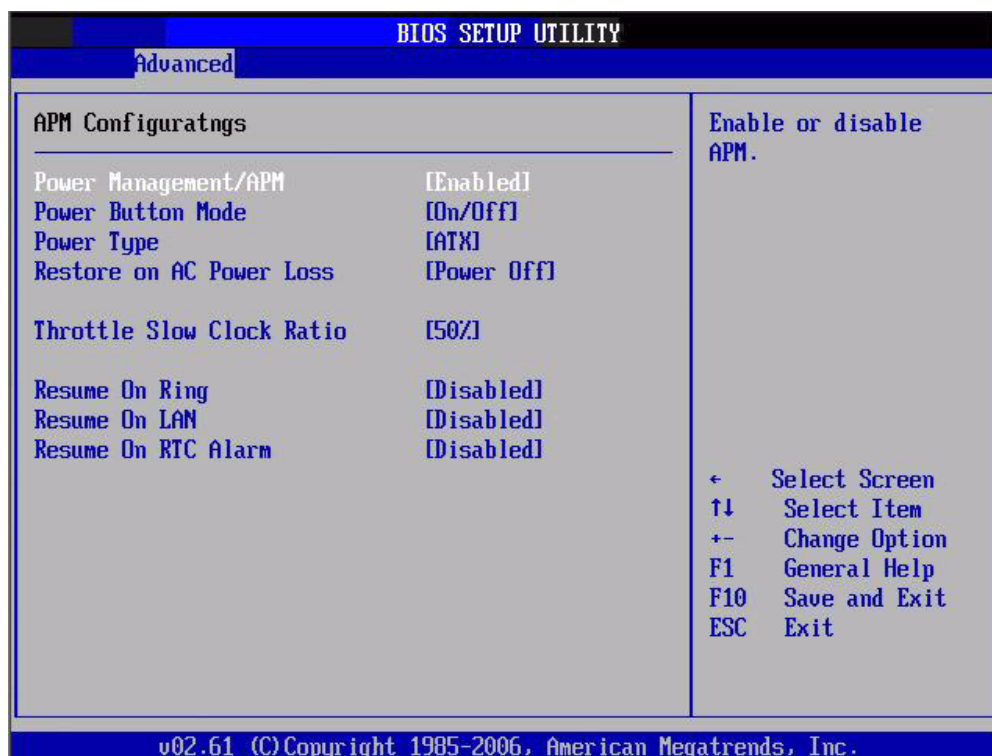 BIOS SETUP UTILITY
Advanced
APM Configuratngs
Power Management/APM [Enabled]
Power Button Mode [On/Off]
Power Type [ATX]
Restore on AC Power Loss [Power Off]
Throttle Slow Clock Ratio [50%]
Resume On Ring [Disabled]
Resume On LAN [Disabled]
Resume On RTC Alarm [Disabled]
Enable or disable
APM.
← Select Screen
↑↓ Select Item
+- Change Option
F1 General Help
F10 Save and Exit
ESC Exit
v02.61 (C)Copyright 1985-2006, American Megatrends, Inc.